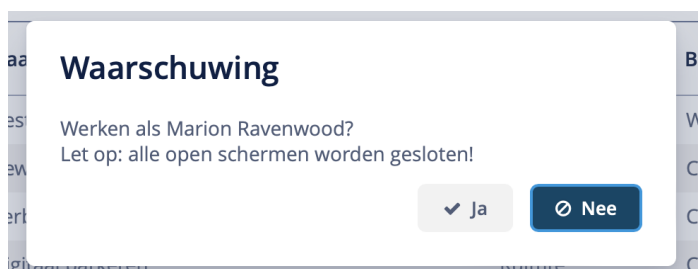 Waarschuwing
Werken als Marion Ravenwood?
Let op: alle open schermen worden gesloten!
Ja
Nee